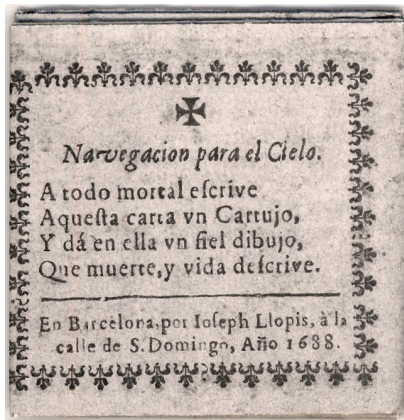 Navegacion para el Cielo.
A todo mortal eſcrive
Aqueſta carta vn Cartujo,
Y dá en ella vn fiel dibujo,
Que muerte,y vida deſcrive.
En Barcelona,por Ioſeph Llopis, à la
calle de S.Domingo, Año 1688.